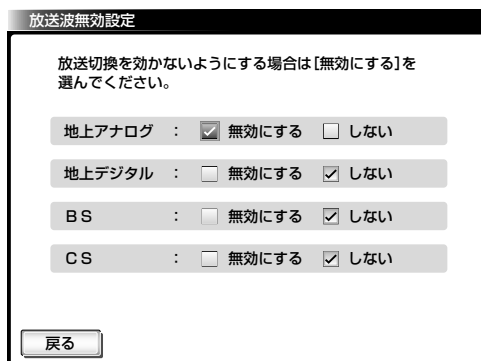 放送波無効設定
放送切換を効かないようにする場合は[無効にする]を
選んでください。
地上アナログ : 無効にする しない
地上デジタル : 無効にする しない
BS : 無効にする しない
CS : 無効にする しない
戻る